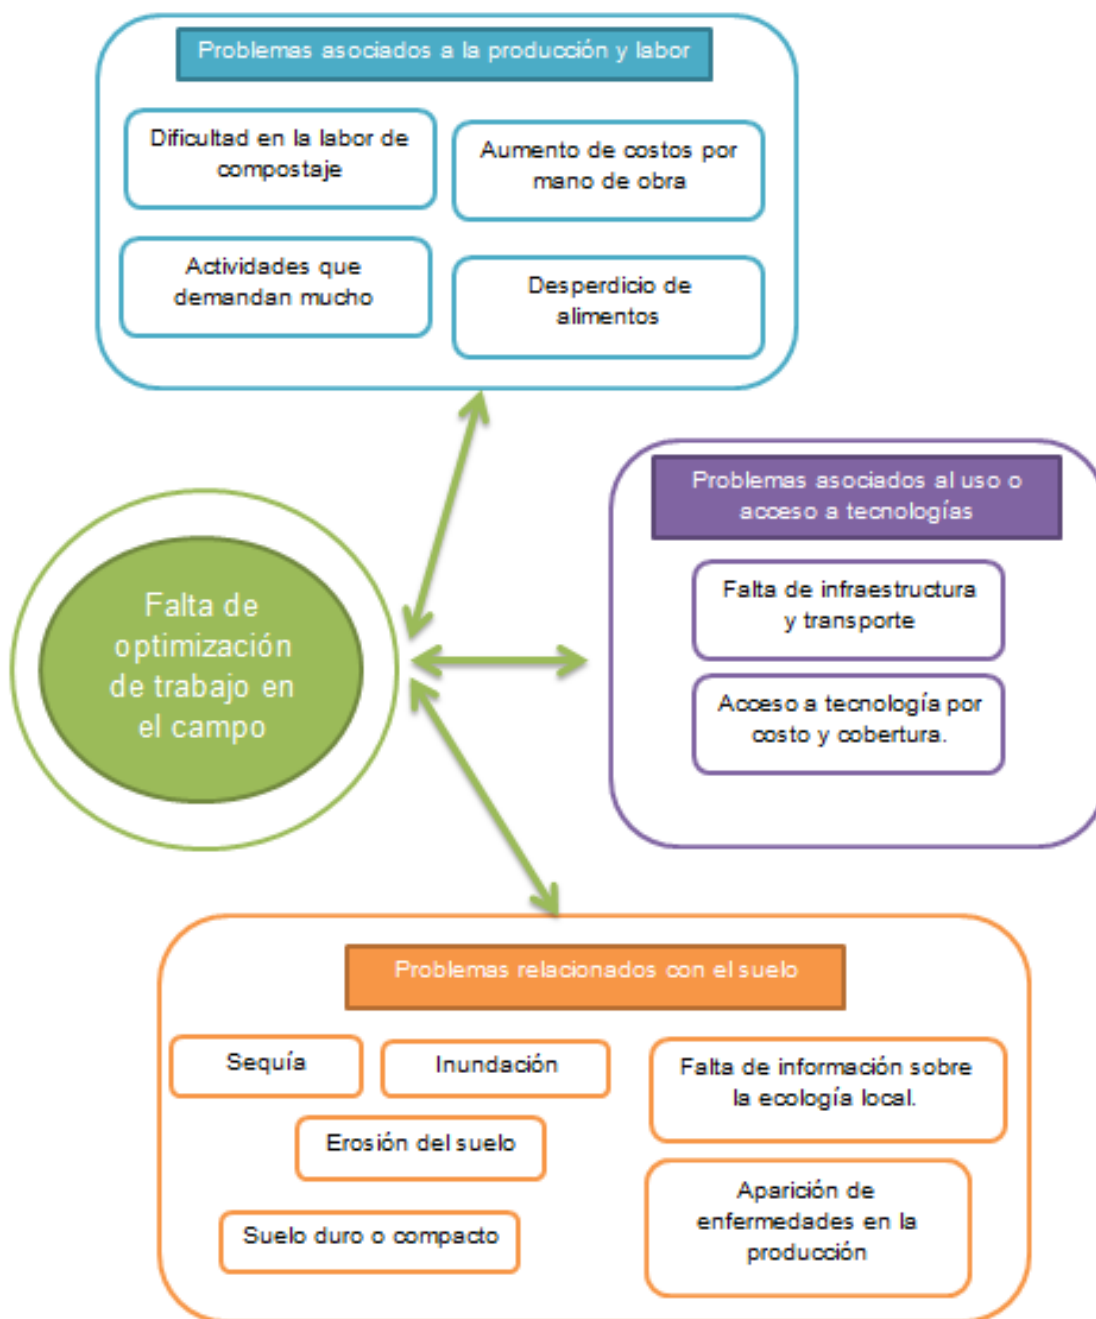 Problemas asociados a la producción y labor
Dificultad en la labor de
compostaje
Aumento de costos por
mano de obra
Actividades que
demandan mucho
Desperdicio de
alimentos
Problemas asociados al uso o
acceso a tecnologías
Falta de infraestructura
y transporte
Acceso a tecnología por
costo y cobertura.
Falta de
optimización
de trabajo en
el campo
Problemas relacionados con el suelo
Sequía
Inundación
Falta de información sobre
la ecología local.
Erosión del suelo
Aparición de
enfermedades en la
producción
Suelo duro o compacto